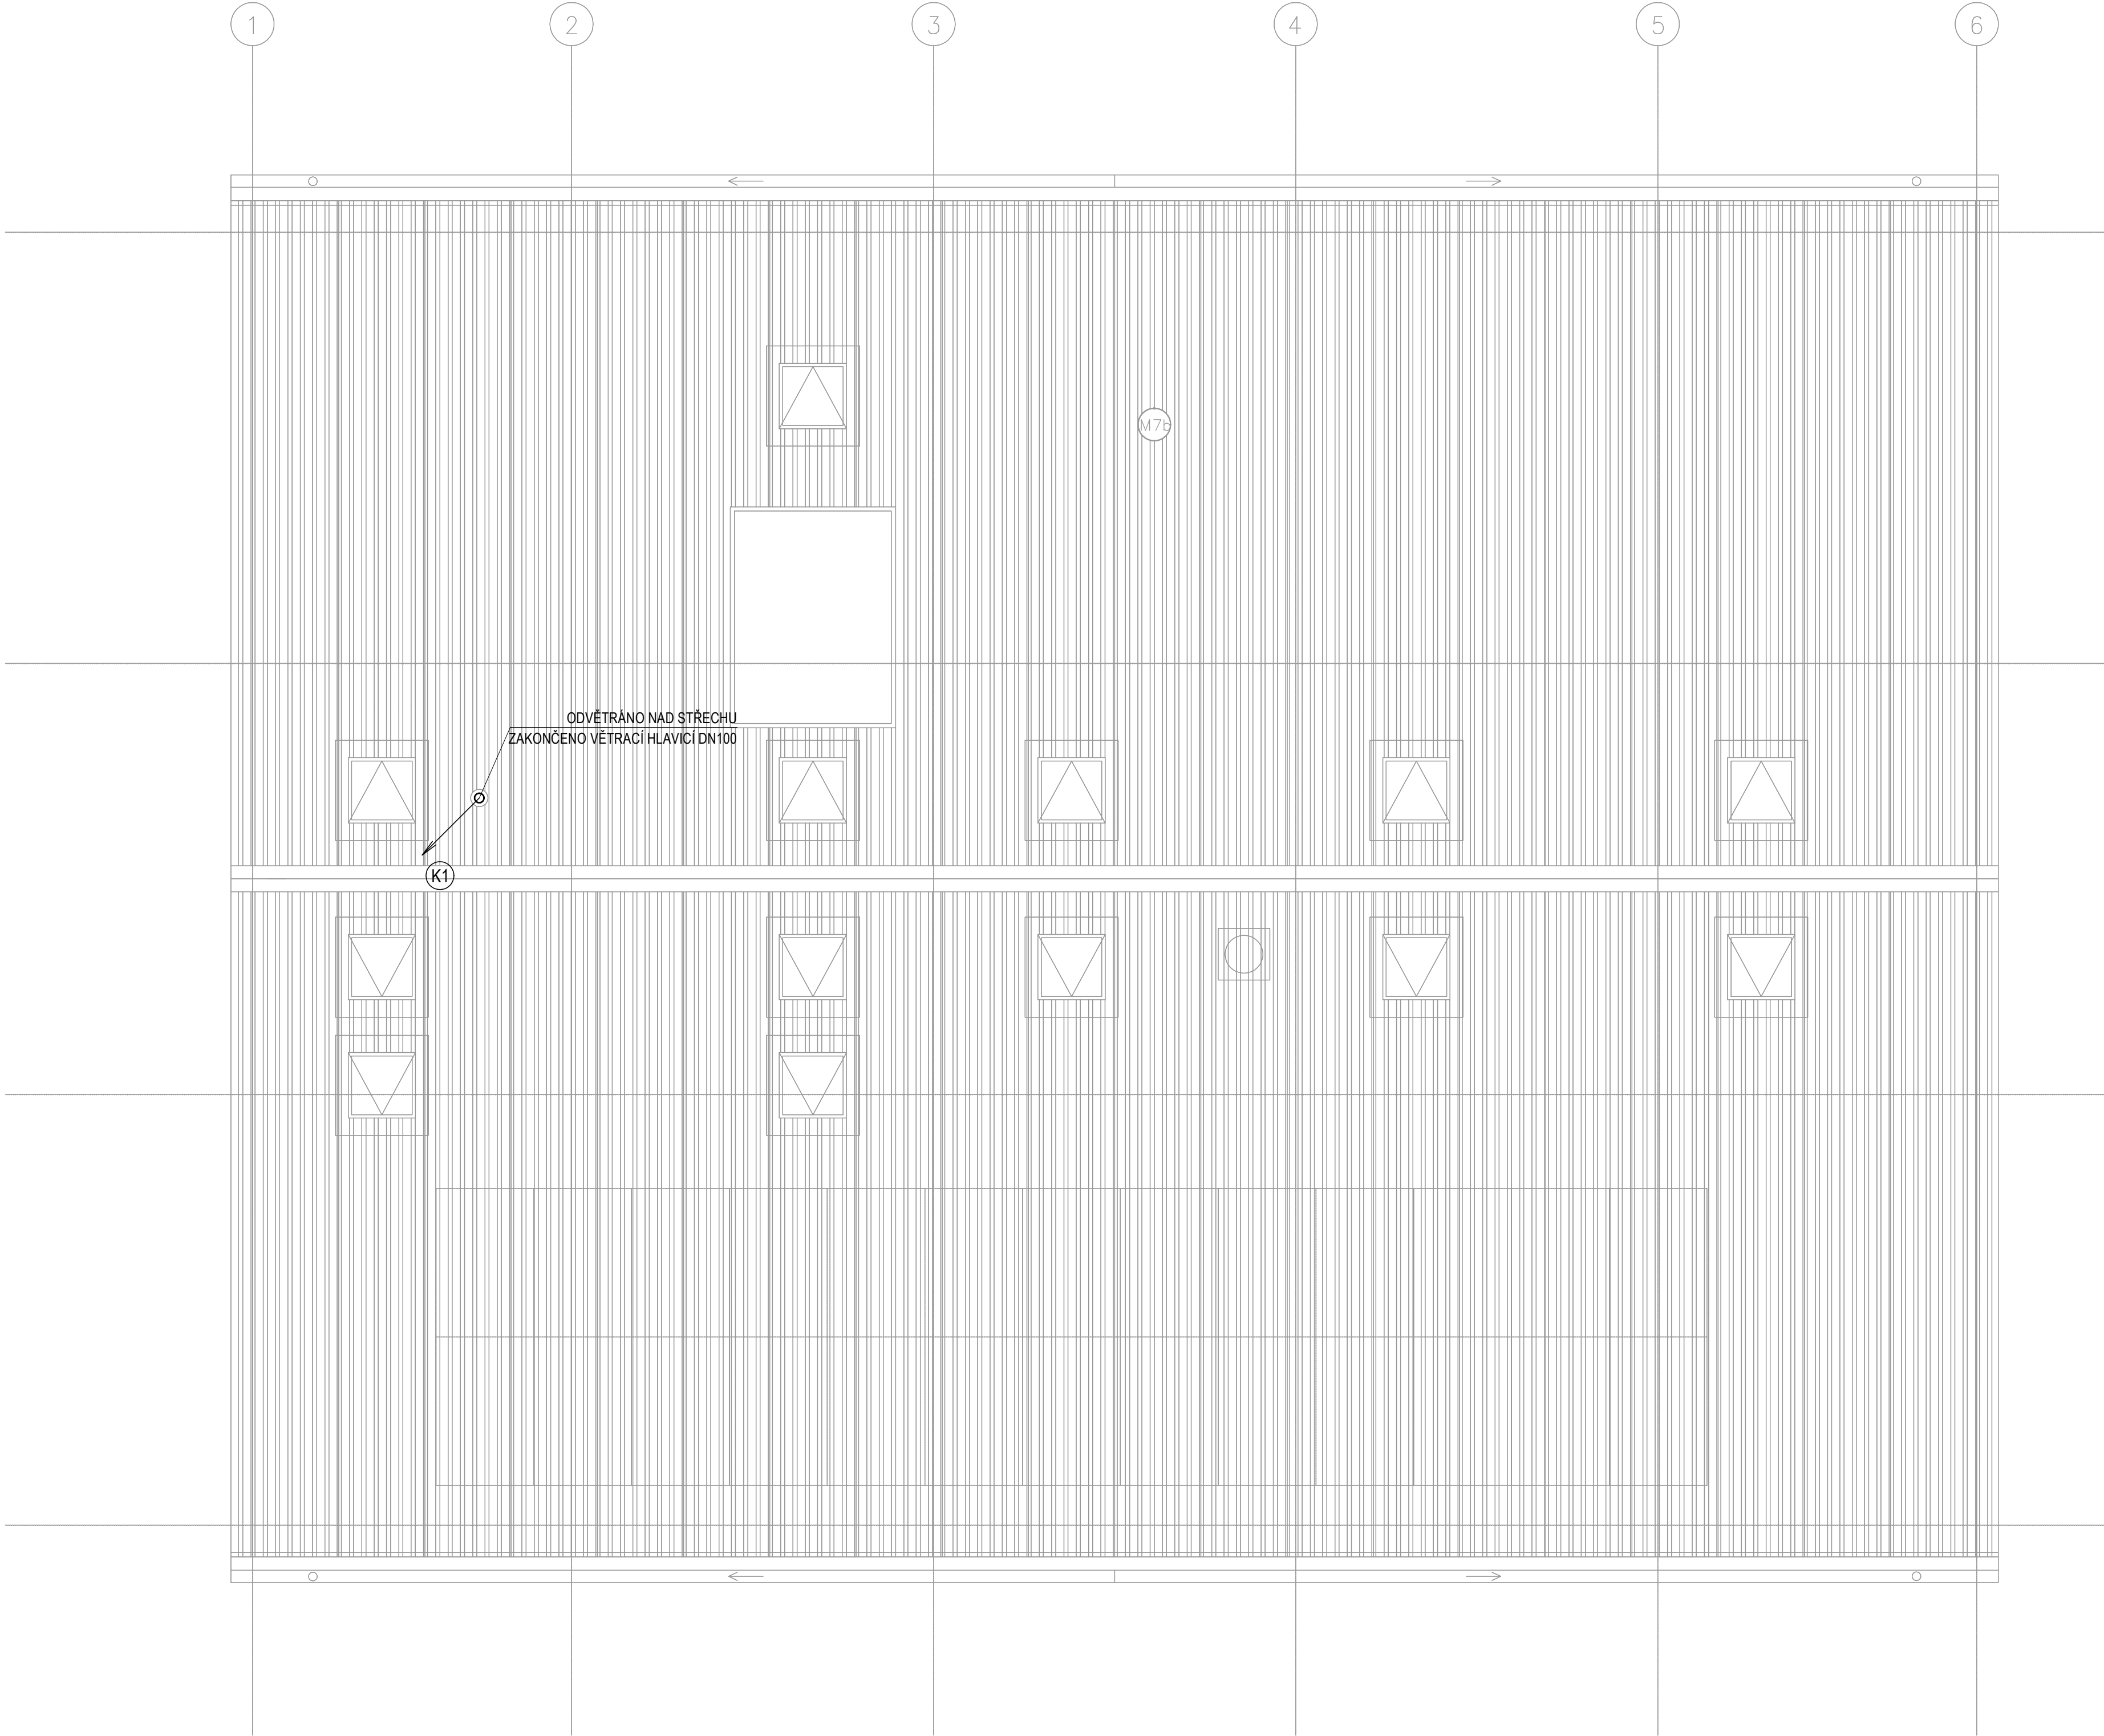 1
2
3
4
5
6
M7b
ODVĚTRÁNO NAD STŘECHU
ZAKONČENO VĚTRACÍ HLAVICÍ DN100
K1